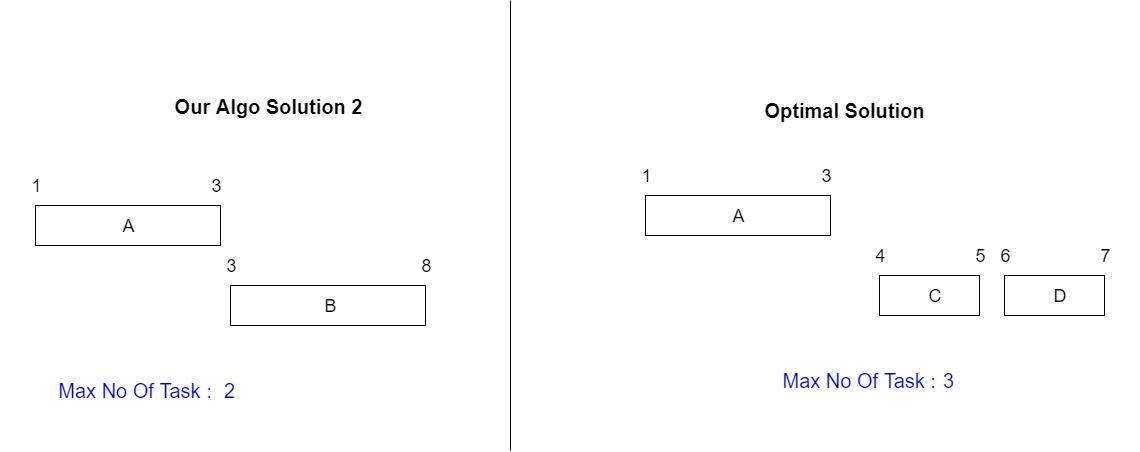 Our Algo Solution 2
1 3
A
3 8
B
Max No Of Task : 2
Optimal Solution
1 3
A
4 5 6 7
C D
Max No Of Task : 3